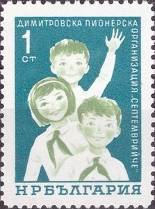 ДИМИТРОВСКА ПИОНЕРСКА
ОРГАНИЗАЦИЯ „СЕПТЕМВРИЙЧЕ"
1
СТ
НРБЪЛГАРИЯ